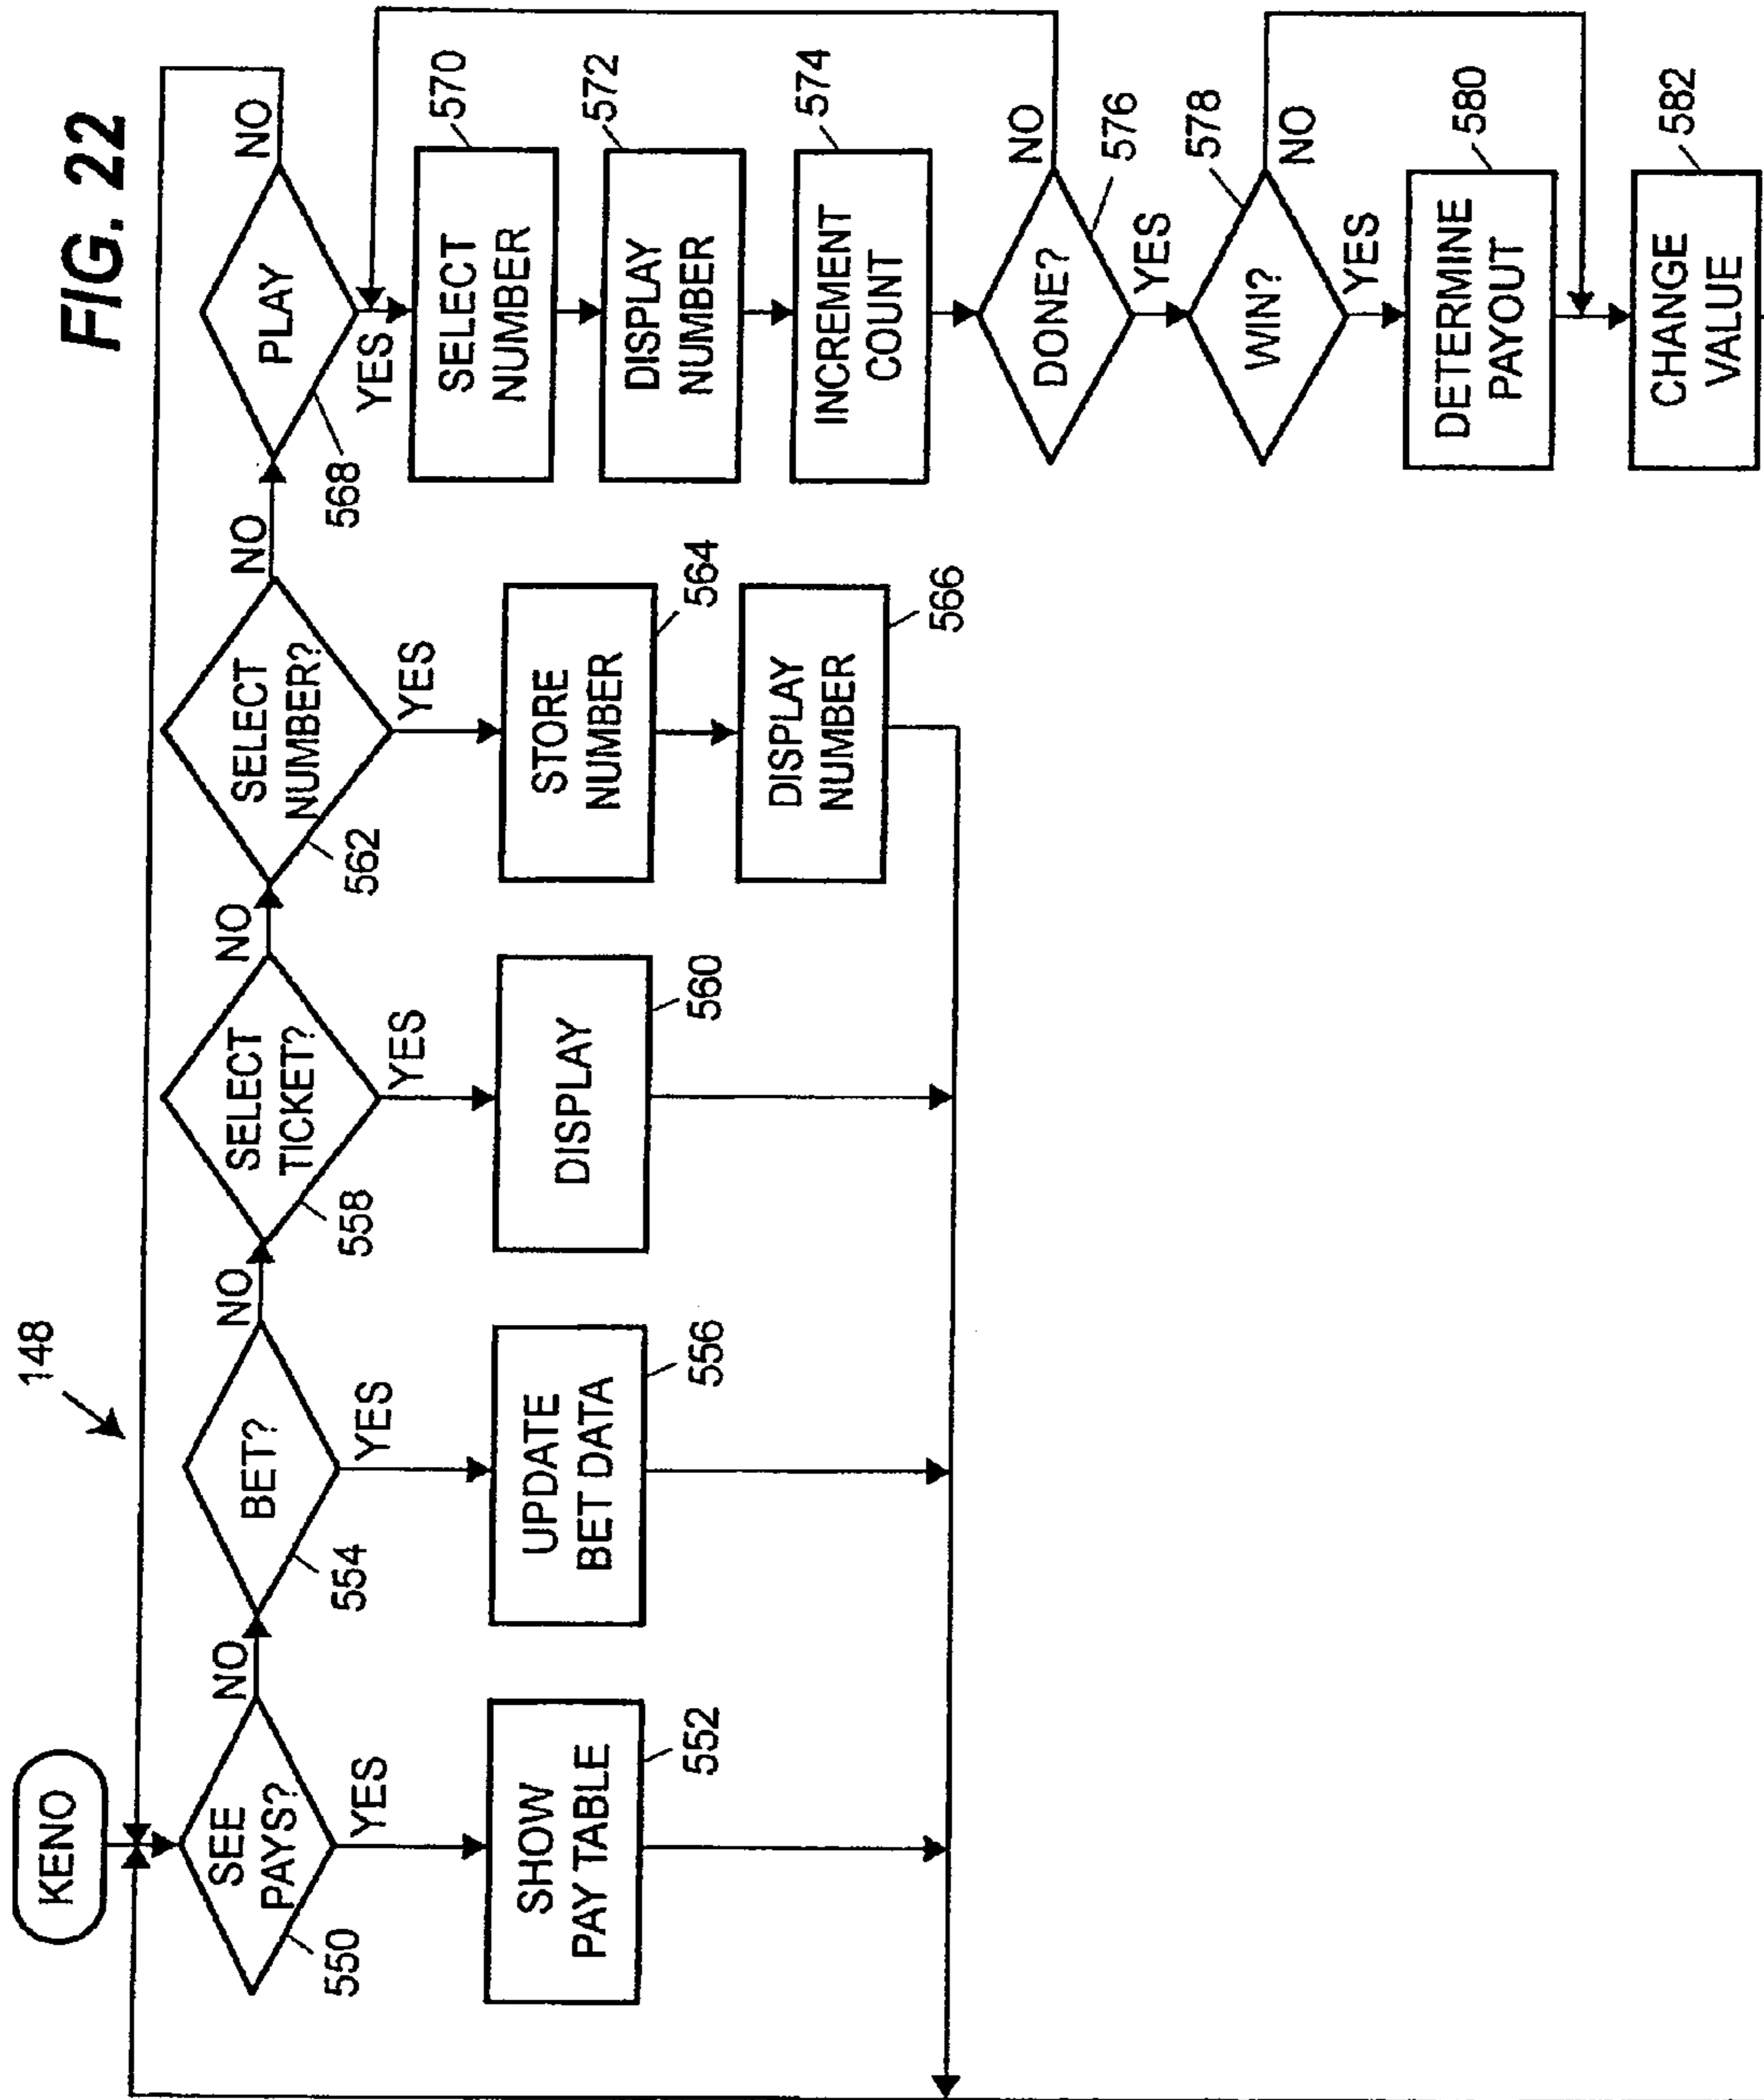 FIG. 22
148
KENO
SEE
PAYS?
550
NO
YES
SHOW
PAY TABLE
552
BET?
554
NO
YES
UPDATE
BET DATA
556
SELECT
TICKET?
558
NO
YES
DISPLAY
560
SELECT
NUMBER?
562
NO
YES
STORE
NUMBER
564
DISPLAY
NUMBER
566
PLAY
568
NO
YES
SELECT
NUMBER
570
DISPLAY
NUMBER
572
INCREMENT
COUNT
574
DONE?
576
NO
YES
WIN?
578
NO
YES
DETERMINE
PAYOUT
580
CHANGE
VALUE
582